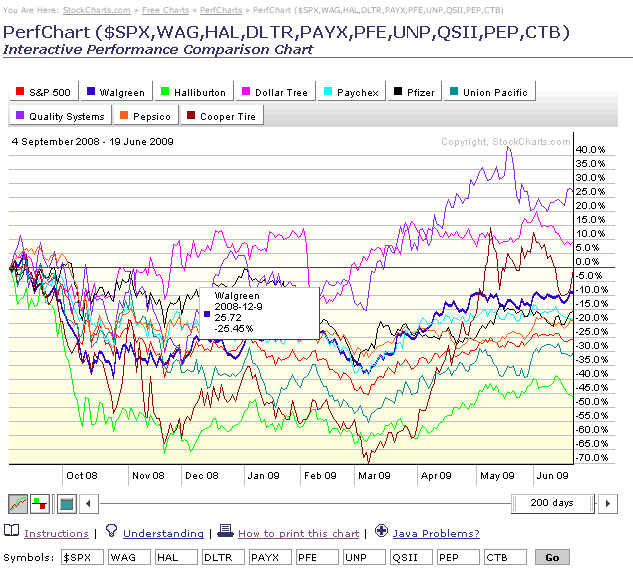 You Are Here: StockCharts.com » Free Charts » PerfCharts » PerfChart ($SPX,WAG,HAL,DLTR,PAYX,PFE,UNP,QSII,PEP,CTB)
PerfChart ($SPX,WAG,HAL,DLTR,PAYX,PFE,UNP,QSII,PEP,CTB)
Interactive Performance Comparison Chart
S&P 500 Walgreen Halliburton Dollar Tree Paychex Pfizer Union Pacific
Quality Systems Pepsico Cooper Tire
4 September 2008 - 19 June 2009 Copyright, StockCharts.com
40.0%
35.0%
30.0%
25.0%
20.0%
15.0%
10.0%
5.0%
0.0%
-5.0%
-10.0%
-15.0%
-20.0%
-25.0%
-30.0%
-35.0%
-40.0%
-45.0%
-50.0%
-55.0%
-60.0%
-65.0%
-70.0%
Walgreen
2008-12-9
25.72
-25.45%
Oct 08 Nov 08 Dec 08 Jan 09 Feb 09 Mar 09 Apr 09 May 09 Jun 09
200 days
Instructions | Understanding | How to print this chart | Java Problems?
Symbols: $SPX WAG HAL DLTR PAYX PFE UNP QSII PEP CTB Go